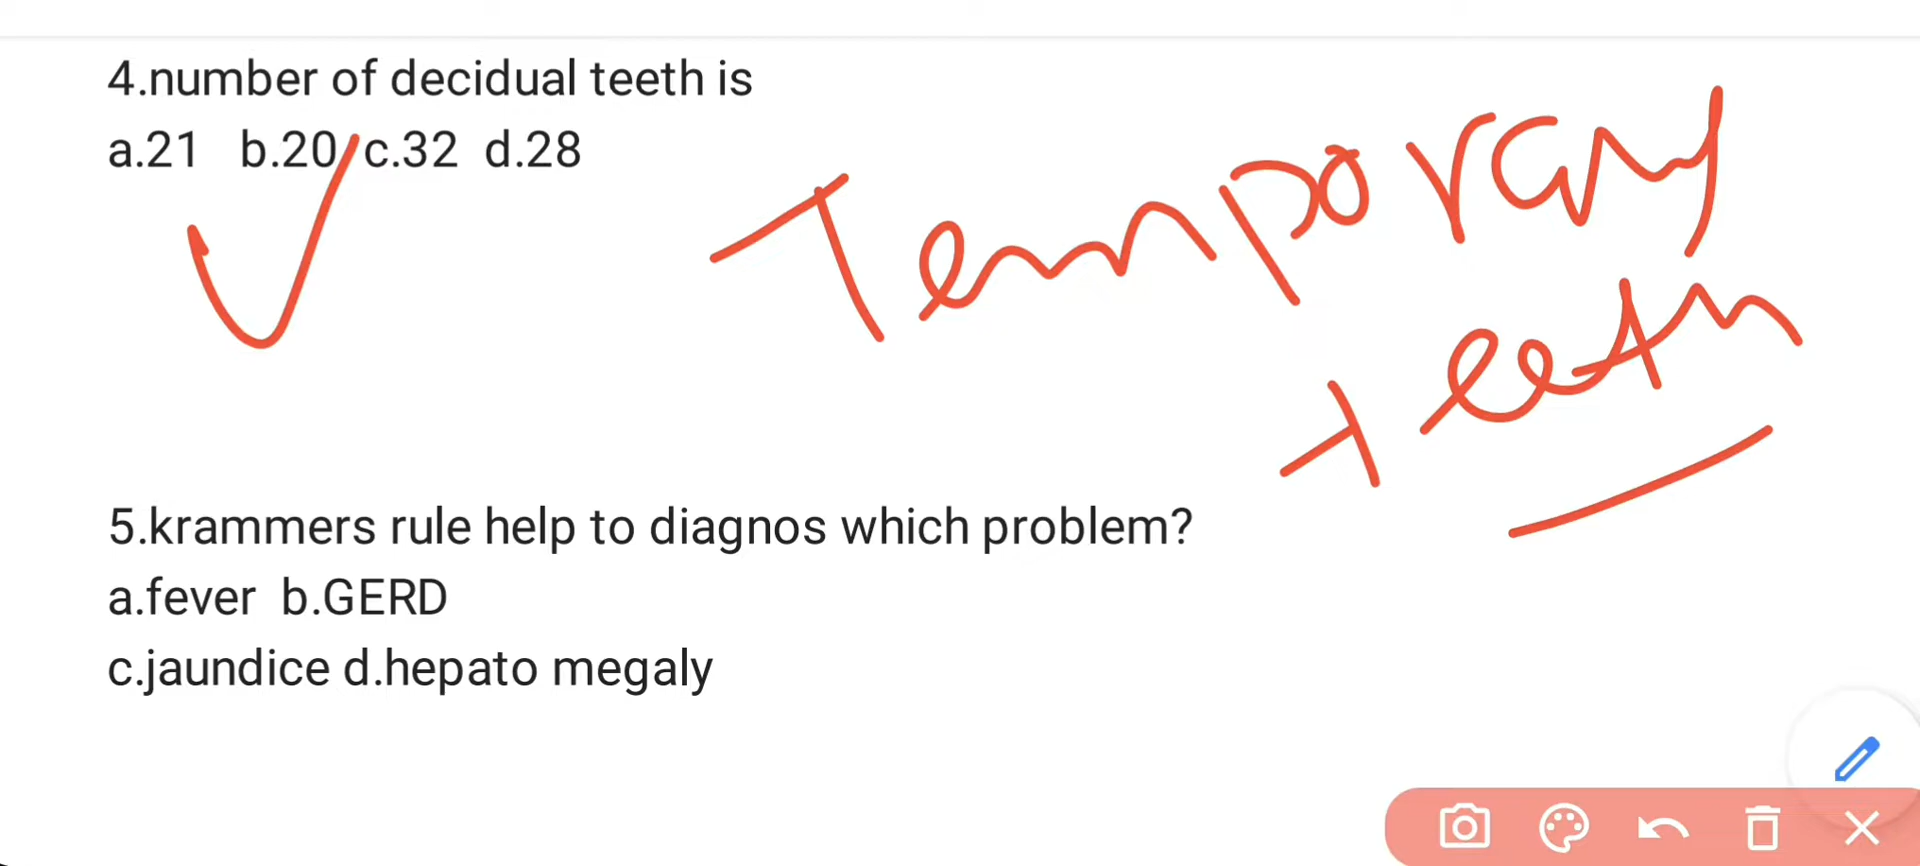 4.number of decidual teeth is
a.21 b.20 c.32 d.28
Temporary
teeth
5.krammers rule help to diagnos which problem?
a.fever b.GERD
c.jaundice d.hepato megaly